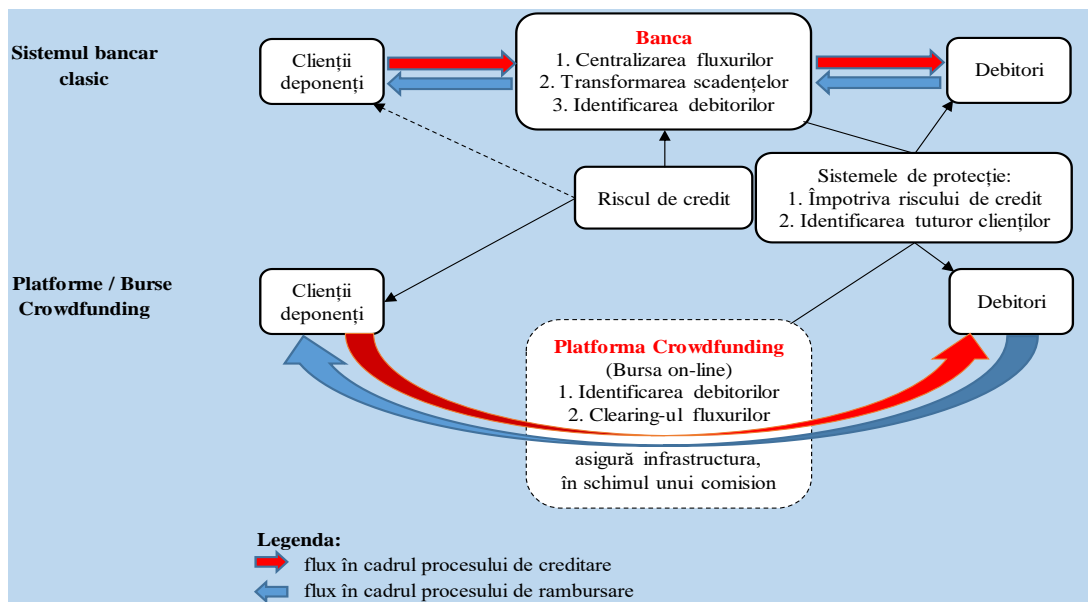 Sistemul bancar
clasic
Clienții
deponenți
Banca
1. Centralizarea fluxurilor
2. Transformarea scadențelor
3. Identificarea debitorilor
Debitori
Riscul de credit
Sistemele de protecție:
1. Împotriva riscului de credit
2. Identificarea tuturor clienților
Platforme / Burse
Crowdfunding
Clienții
deponenți
Debitori
Platforma Crowdfunding
(Bursa on-line)
1. Identificarea debitorilor
2. Clearing-ul fluxurilor
asigură infrastructura,
în schimul unui comision
Legenda:
flux în cadrul procesului de creditare
flux în cadrul procesului de rambursare